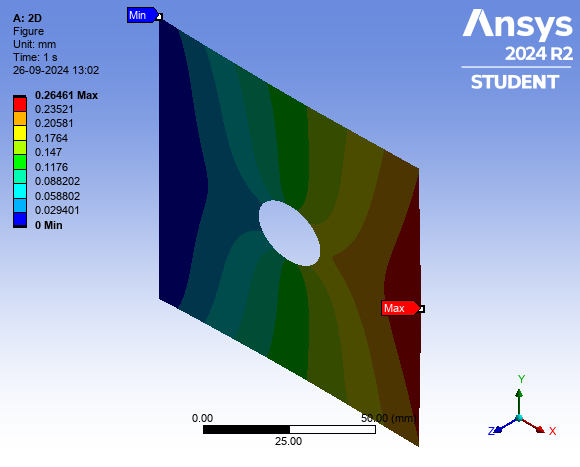 A: 2D
Figure
Unit: mm
Time: 1 s
26-09-2024 13:02
0.26461 Max
0.23521
0.20581
0.1764
0.147
0.1176
0.088202
0.058802
0.029401
0 Min
Min
Ansys
2024 R2
STUDENT
Max
0.00
50.00 (mm)
25.00
Y
Z
X